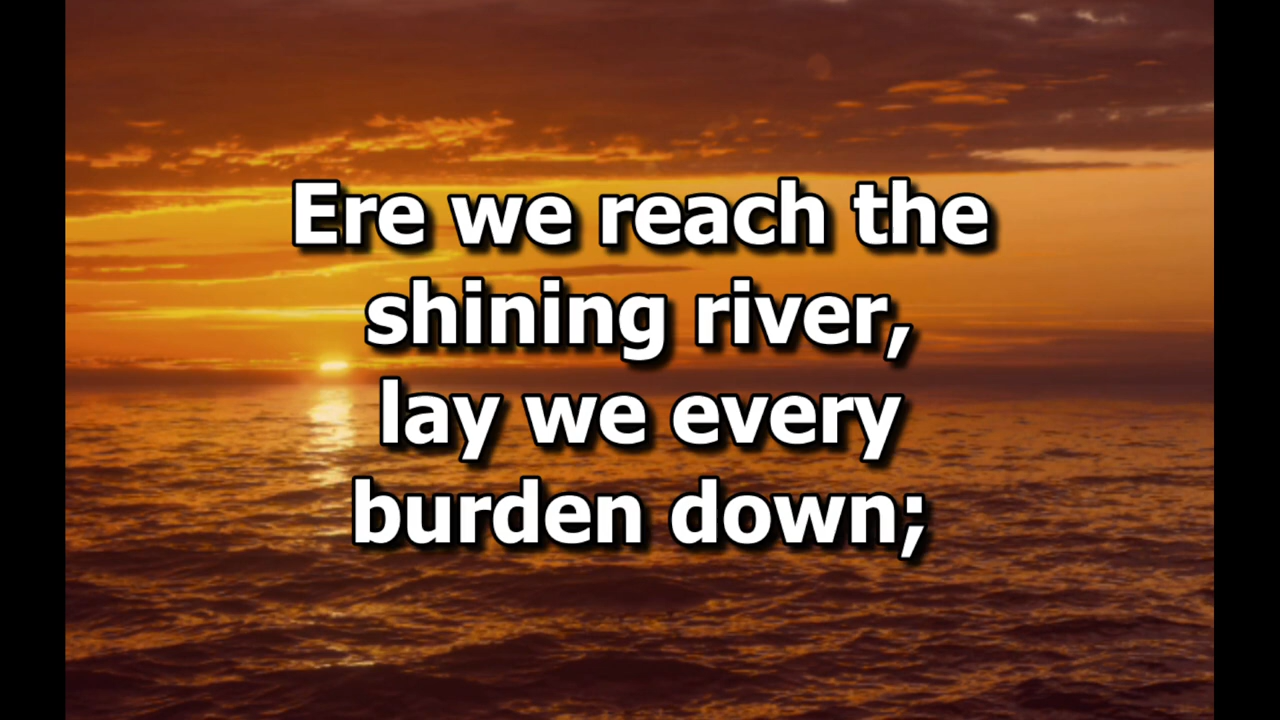 Ere we reach the
shining river,
lay we every
burden down;